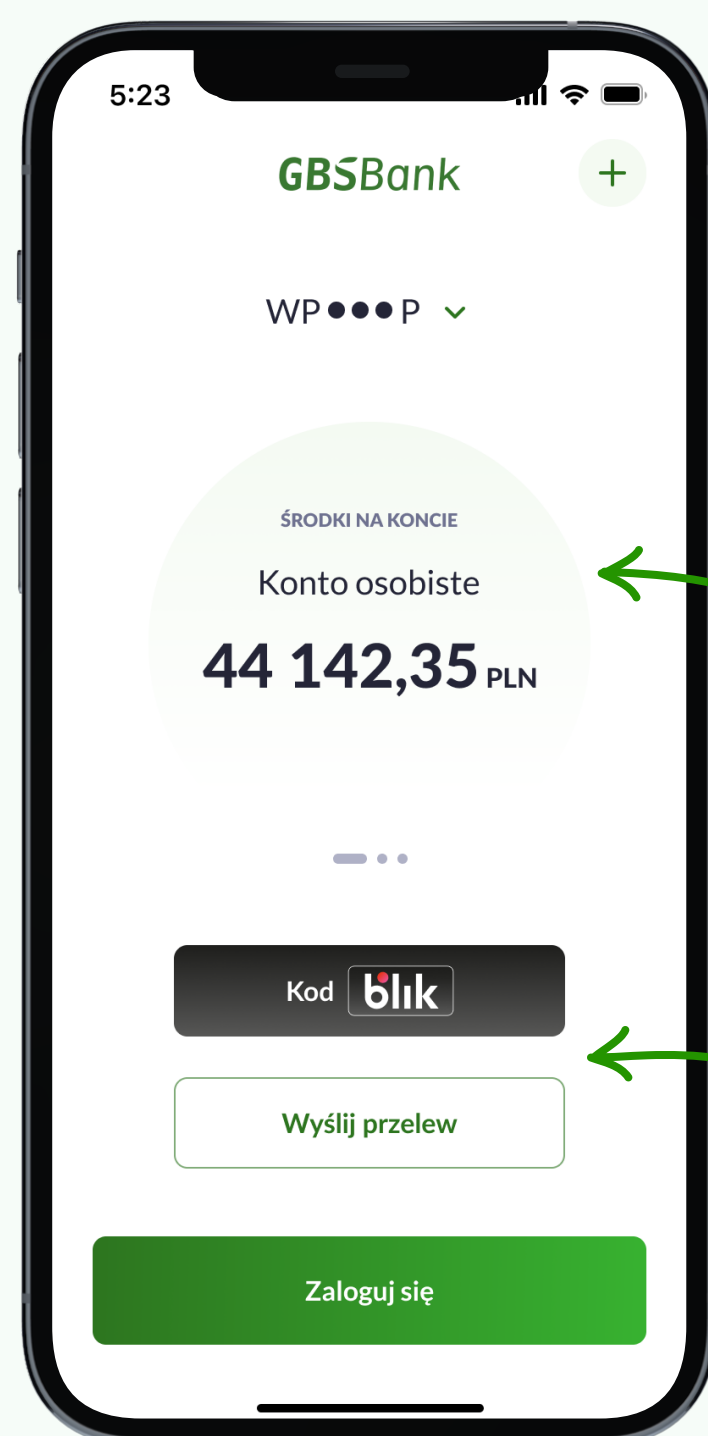 5:23
GBSBank
WP●●●P
ŚRODKI NA KONCIE
Konto osobiste
44 142,35 PLN
Kod blik
Wyślij przelew
Zaloguj się